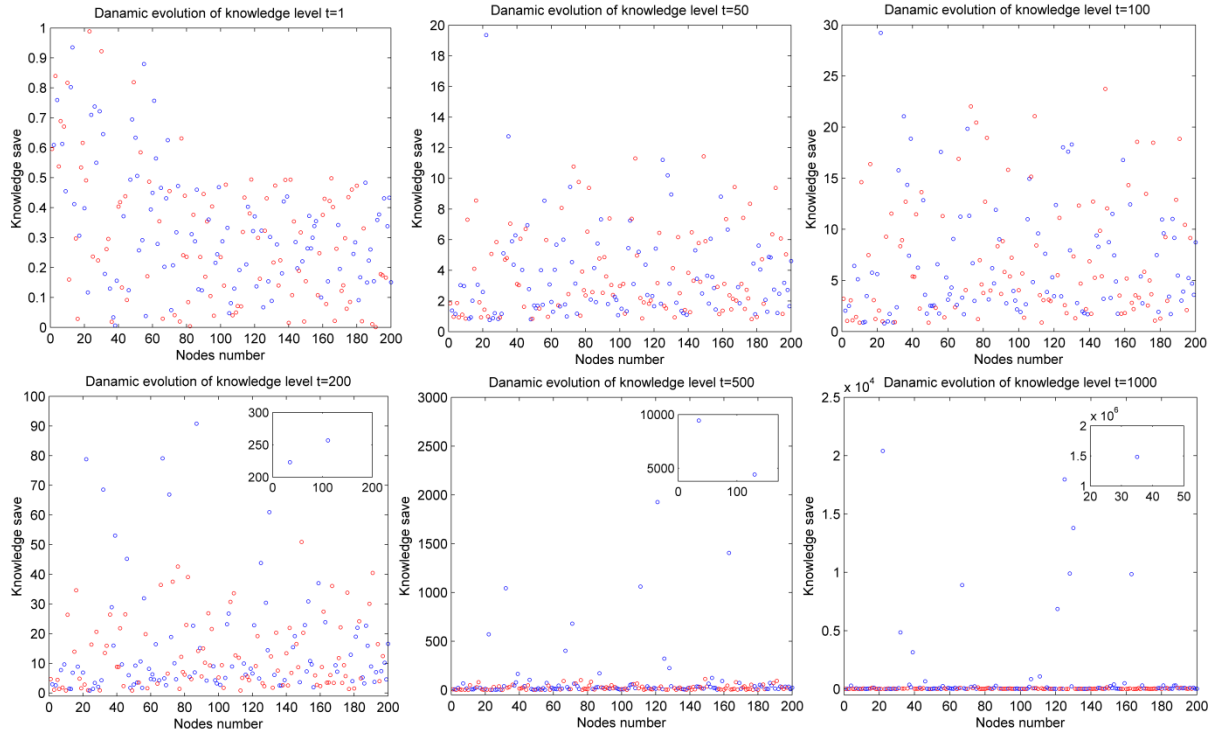 Danamic evolution of knowledge level t=1
1
0.9
0.8
0.7
0.6
0.5
0.4
0.3
0.2
0.1
0
Knowledge save
0 20 40 60 80 100 120 140 160 180 200
Nodes number
Danamic evolution of knowledge level t=50
20
18
16
14
12
10
8
6
4
2
0
Knowledge save
0 20 40 60 80 100 120 140 160 180 200
Nodes number
Danamic evolution of knowledge level t=100
30
25
20
15
10
5
0
Knowledge save
0 20 40 60 80 100 120 140 160 180 200
Nodes number
Danamic evolution of knowledge level t=200
100
90
80
70
60
50
40
30
20
10
0
Knowledge save
300
250
200
0 50 100 150 200
0 20 40 60 80 100 120 140 160 180 200
Nodes number
Danamic evolution of knowledge level t=500
3000
2500
2000
1500
1000
500
0
Knowledge save
10000
5000
0 50 100
0 20 40 60 80 100 120 140 160 180 200
Nodes number
x 10⁴ Danamic evolution of knowledge level t=1000
2.5
2
1.5
1
0.5
0
Knowledge save
x 10⁶
2
1.5
1
20 30 40 50
0 20 40 60 80 100 120 140 160 180 200
Nodes number